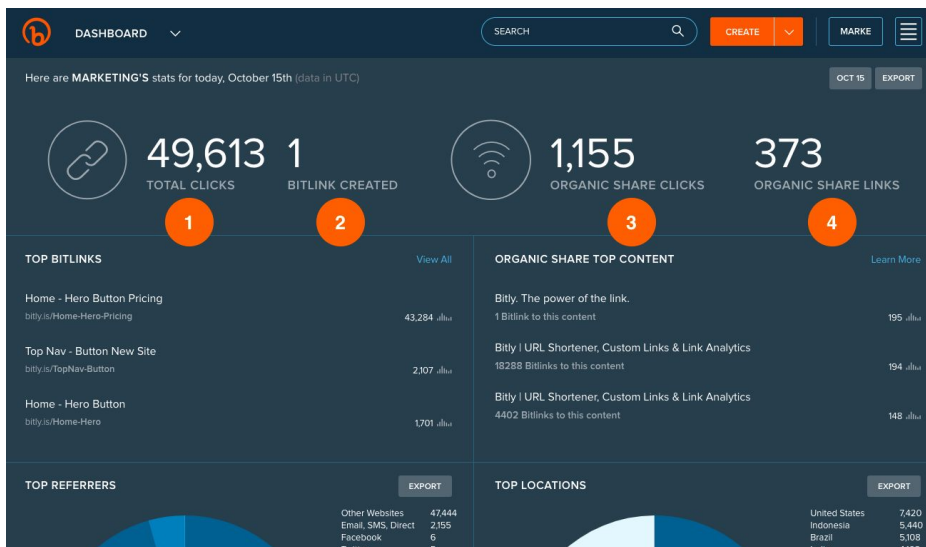 b
DASHBOARD
SEARCH
CREATE
MARKE
Here are MARKETING'S stats for today, October 15th (data in UTC)
OCT 15
EXPORT
49,613
TOTAL CLICKS
1
BITLINK CREATED
1,155
ORGANIC SHARE CLICKS
373
ORGANIC SHARE LINKS
1
2
3
4
TOP BITLINKS
View All
Home - Hero Button Pricing
bitly.is/Home-Hero-Pricing
43,284
Top Nav - Button New Site
bitly.is/TopNav-Button
2,107
Home - Hero Button
bitly.is/Home-Hero
1,701
ORGANIC SHARE TOP CONTENT
Learn More
Bitly. The power of the link.
1 Bitlink to this content
195
Bitly | URL Shortener, Custom Links & Link Analytics
18288 Bitlinks to this content
194
Bitly | URL Shortener, Custom Links & Link Analytics
4402 Bitlinks to this content
148
TOP REFERRERS
EXPORT
Other Websites 47,444
Email, SMS, Direct 2,155
Facebook 6
TOP LOCATIONS
EXPORT
United States 7,420
Indonesia 5,440
Brazil 5,108